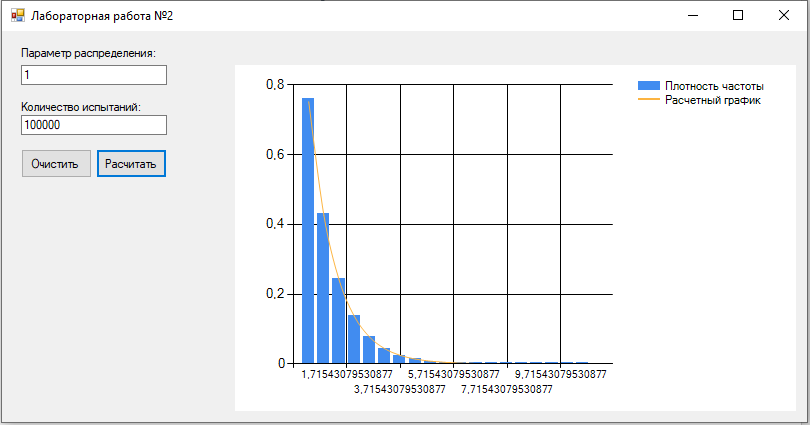 Лабораторная работа №2
Параметр распределения:
1
Количество испытаний:
100000
Очистить
Расчитать
0,8
0,6
0,4
0,2
0
1,71543079530877
5,71543079530877
9,71543079530877
3,71543079530877
7,71543079530877
Плотность частоты
Расчетный график